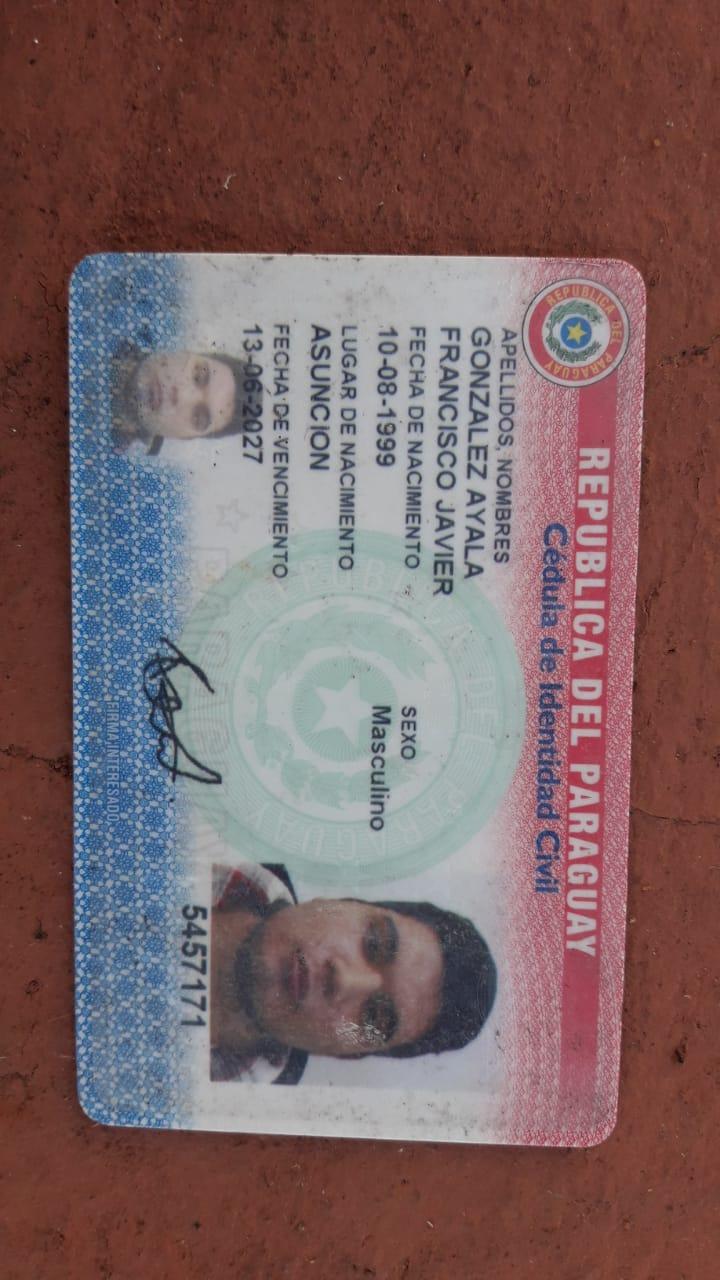 REPUBLICA DEL PARAGUAY
Cédula de Identidad Civil
REPUBLICA DEL PARAGUAY
APELLIDOS, NOMBRES
GONZALEZ AYALA
FRANCISCO JAVIER
FECHA DE NACIMIENTO
10-08-1999
SEXO
Masculino
LUGAR DE NACIMIENTO
ASUNCION
FECHA DE VENCIMIENTO
13-06-2027
5457171
FIRMA INTERESADO